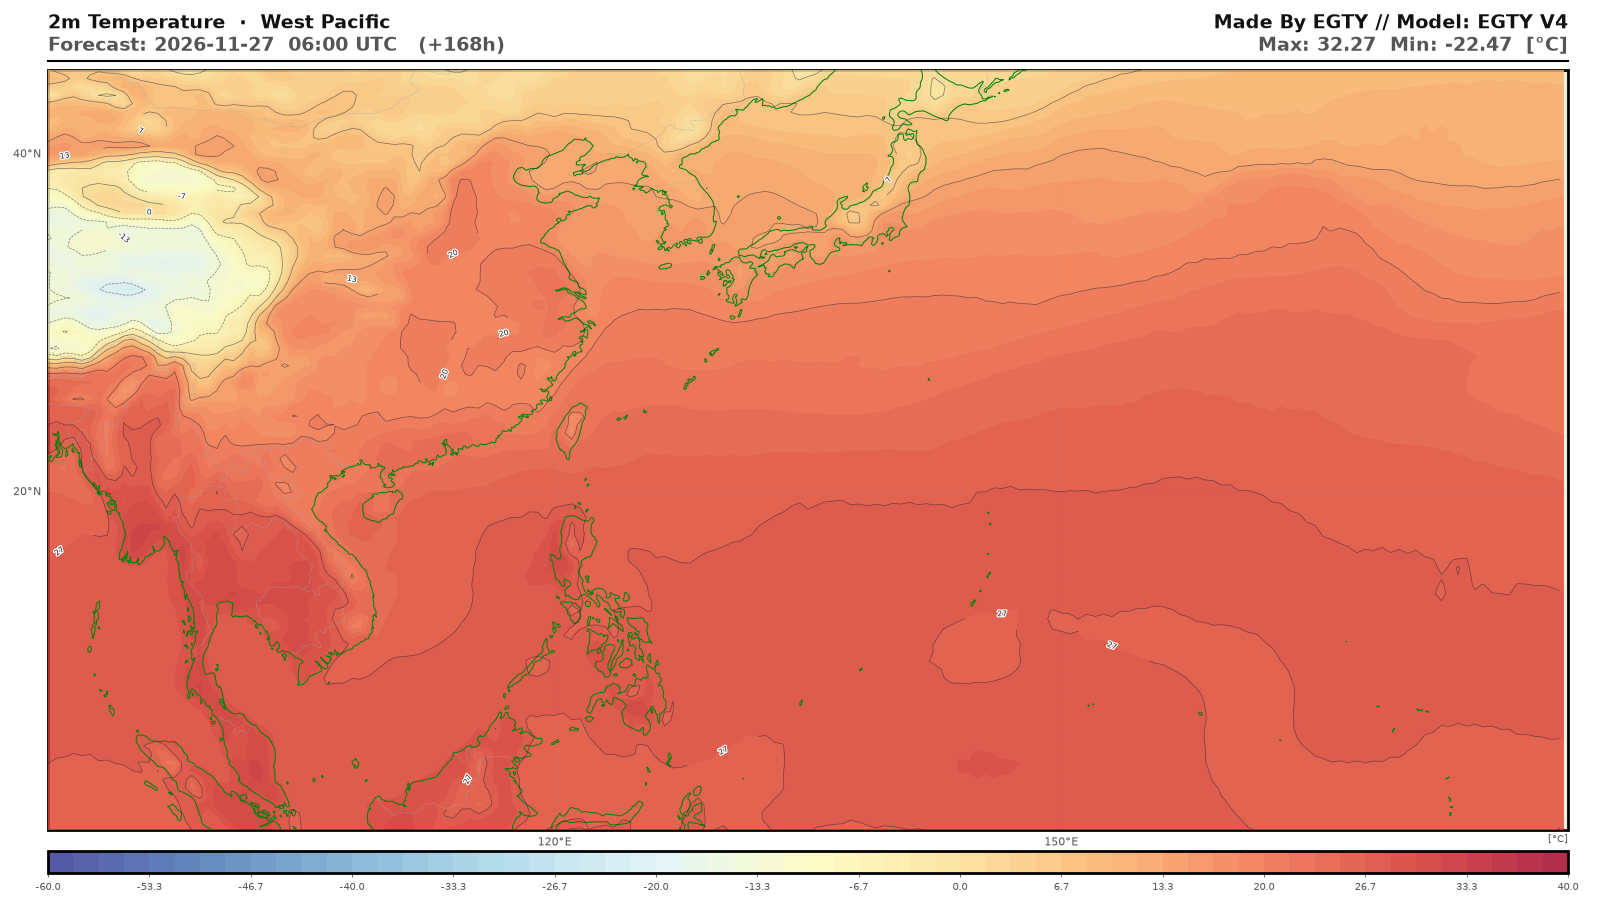 2m Temperature · West Pacific
Made By EGTY // Model: EGTY V4
Forecast: 2026-11-27 06:00 UTC (+168h)
Max: 32.27 Min: -22.47 [°C]
7
40°N
13
-7
7
0
-13
20
13
20
20
20°N
27
27
27
27
27
120°E
150°E
[°C]
-60.0 -53.3 -46.7 -40.0 -33.3 -26.7 -20.0 -13.3 -6.7 0.0 6.7 13.3 20.0 26.7 33.3 40.0